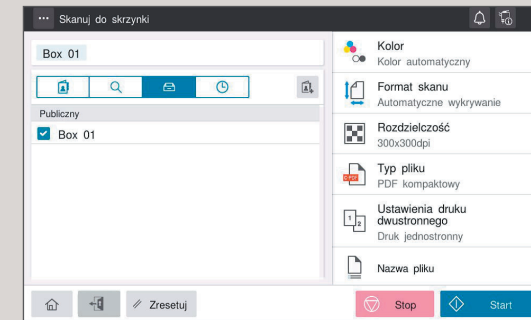 Skanuj do skrzynki
Box 01
Publiczny
Box 01
Zresetuj
Kolor
Kolor automatyczny
Format skanu
Automatyczne wykrywanie
Rozdzielczość
300x300dpi
Typ pliku
PDF kompaktowy
Ustawienia druku
dwustronnego
Druk jednostronny
Nazwa pliku
Stop
Start